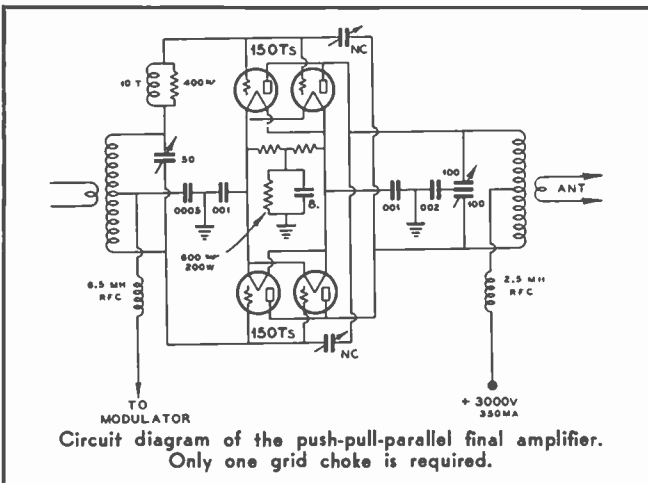 150Ts
NC
10 T
400 ω
50
.0005
.001
8.
600 ω
200W
.001
.002
100
100
ANT
6.5 MH
RFC
2.5 MH
RFC
150Ts
NC
TO
MODULATOR
+ 3000V
350MA
Circuit diagram of the push-pull-parallel final amplifier.
Only one grid choke is required.